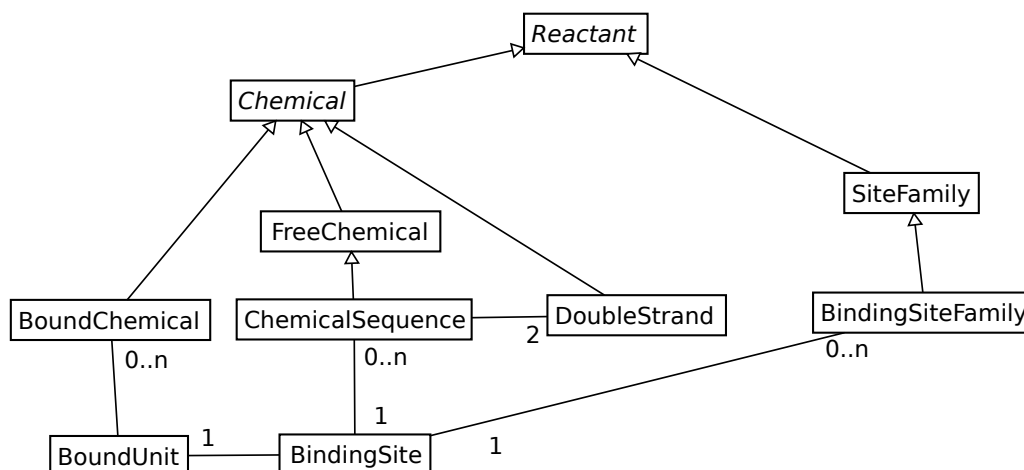 Reactant
Chemical
SiteFamily
FreeChemical
BoundChemical
ChemicalSequence
DoubleStrand
BindingSiteFamily
2
0..n
0..n
0..n
1
1
1
BoundUnit
BindingSite